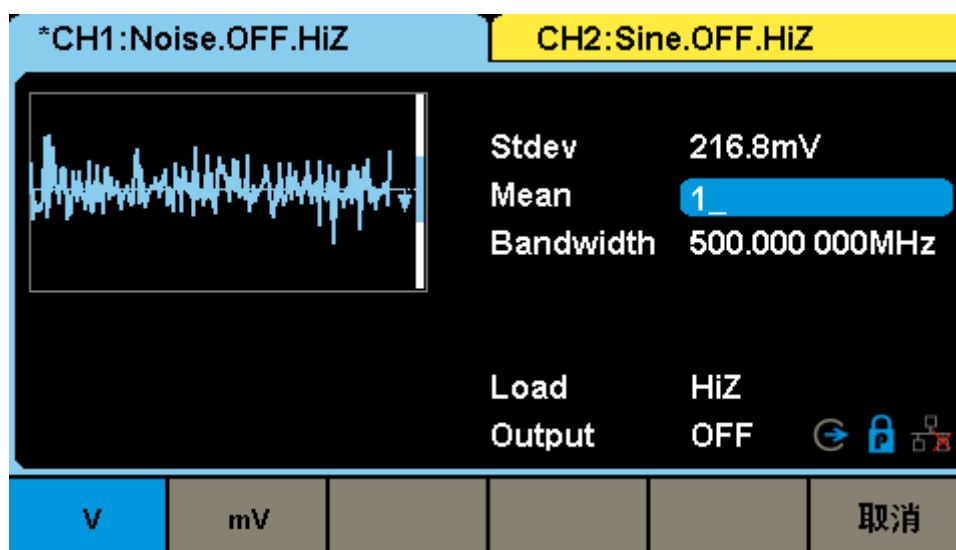 *CH1:Noise.OFF.HiZ CH2:Sine.OFF.HiZ
Stdev 216.8mV
Mean 1_
Bandwidth 500.000 000MHz
Load HiZ
Output OFF
V mV 取消